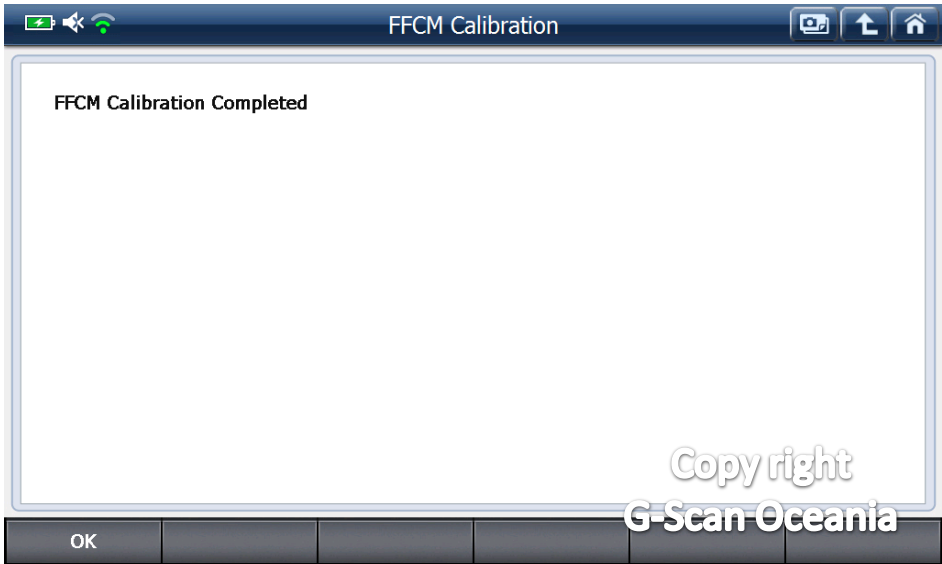 FFCM Calibration
FFCM Calibration Completed
Copy right
G-Scan Oceania
OK